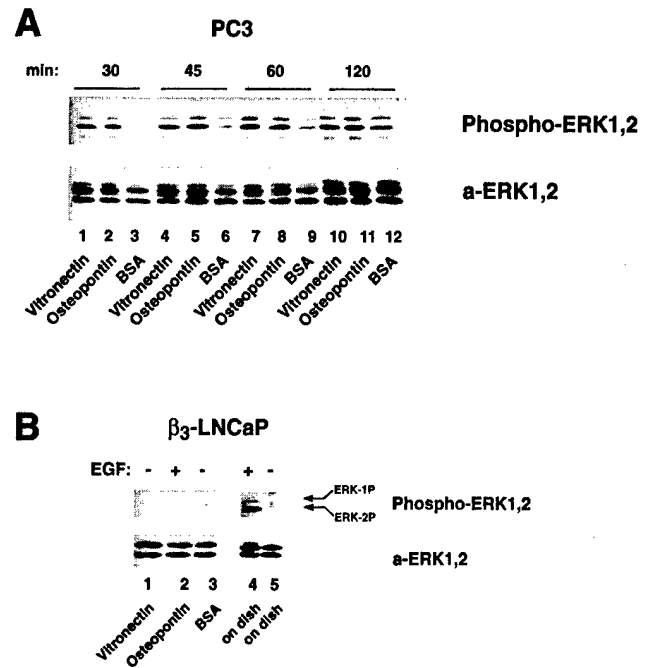 A
PC3
min: 30 45 60 120
Phospho-ERK1,2
a-ERK1,2
1 2 3 4 5 6 7 8 9 10 11 12
Vitronectin Osteopontin BSA Vitronectin Osteopontin BSA Vitronectin Osteopontin BSA Vitronectin Osteopontin BSA
B
β3-LNCaP
EGF: - + - + -
ERK-1P
Phospho-ERK1,2
ERK-2P
a-ERK1,2
1 2 3 4 5
Vitronectin Osteopontin BSA on dish on dish